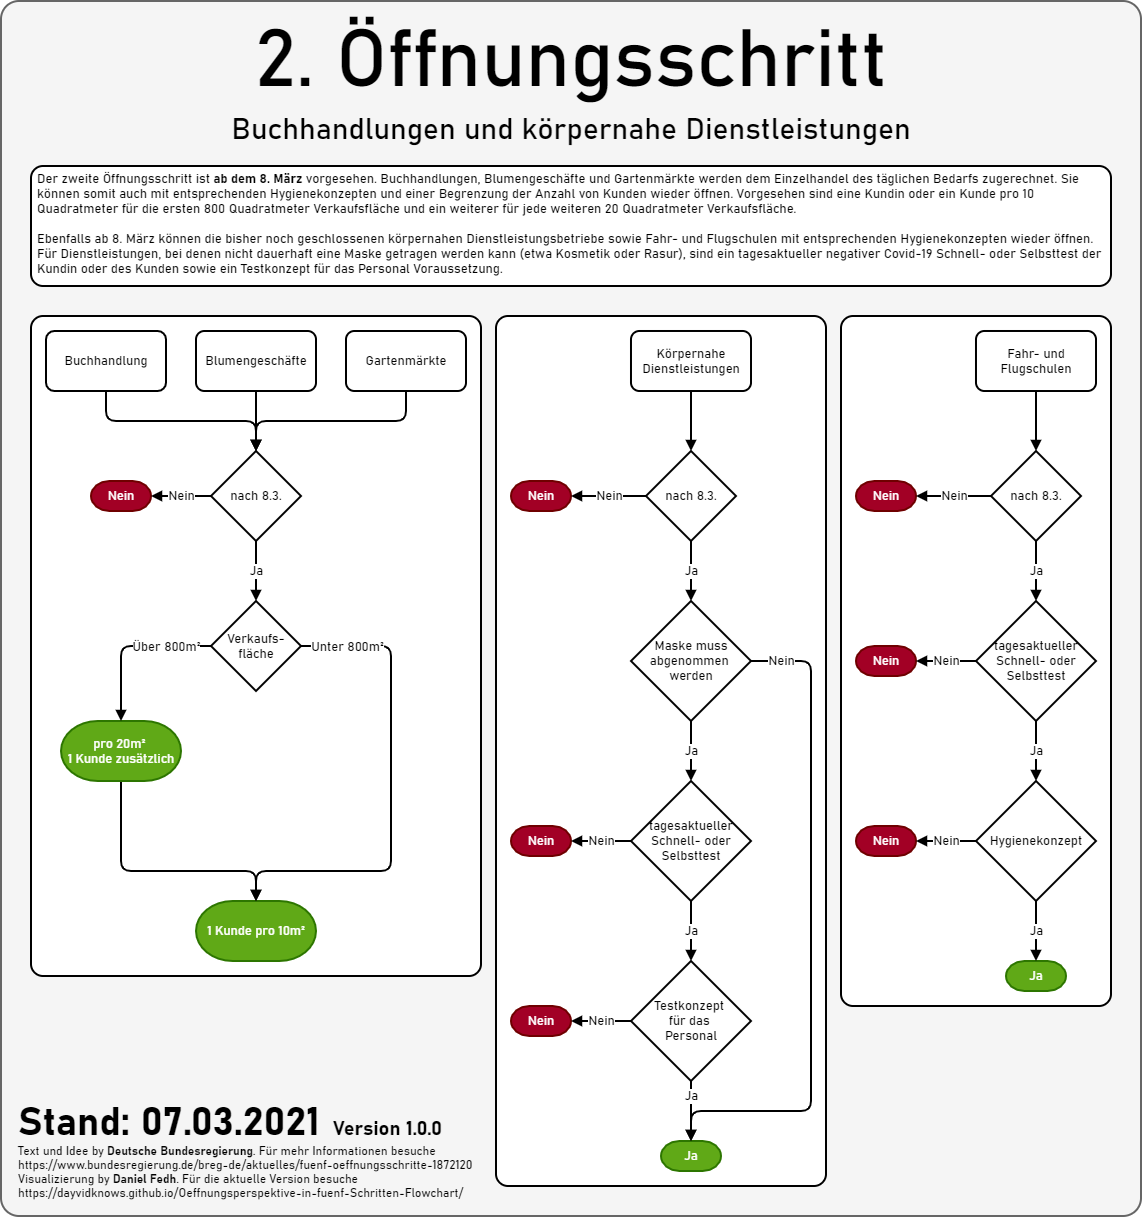 2. Öffnungsschritt
Buchhandlungen und körpernahe Dienstleistungen
Der zweite Öffnungsschritt ist ab dem 8. März vorgesehen. Buchhandlungen, Blumengeschäfte und Gartenmärkte werden dem Einzelhandel des täglichen Bedarfs zugerechnet. Sie
können somit auch mit entsprechenden Hygienekonzepten und einer Begrenzung der Anzahl von Kunden wieder öffnen. Vorgesehen sind eine Kundin oder ein Kunde pro 10
Quadratmeter für die ersten 800 Quadratmeter Verkaufsfläche und ein weiterer für jede weiteren 20 Quadratmeter Verkaufsfläche.
Ebenfalls ab 8. März können die bisher noch geschlossenen körpernahen Dienstleistungsbetriebe sowie Fahr- und Flugschulen mit entsprechenden Hygienekonzepten wieder öffnen.
Für Dienstleistungen, bei denen nicht dauerhaft eine Maske getragen werden kann (etwa Kosmetik oder Rasur), sind ein tagesaktueller negativer Covid-19 Schnell- oder Selbsttest der
Kundin oder des Kunden sowie ein Testkonzept für das Personal Voraussetzung.
Buchhandlung
Blumengeschäfte
Gartenmärkte
nach 8.3.
Nein
Nein
Ja
Verkaufs-
fläche
Über 800m²
Unter 800m²
pro 20m²
1 Kunde zusätzlich
1 Kunde pro 10m²
Körpernahe
Dienstleistungen
nach 8.3.
Nein
Nein
Ja
Maske muss
abgenommen
werden
Nein
Ja
tagesaktueller
Schnell- oder
Selbsttest
Nein
Nein
Ja
Testkonzept
für das
Personal
Nein
Nein
Ja
Ja
Fahr- und
Flugschulen
nach 8.3.
Nein
Nein
Ja
tagesaktueller
Schnell- oder
Selbsttest
Nein
Nein
Ja
Hygienekonzept
Nein
Nein
Ja
Ja
Stand: 07.03.2021 Version 1.0.0
Text und Idee by Deutsche Bundesregierung. Für mehr Informationen besuche
https://www.bundesregierung.de/breg-de/aktuelles/fuenf-oeffnungsschritte-1872120
Visualizierung by Daniel Fedh. Für die aktuelle Version besuche
https://dayvidknows.github.io/Oeffnungsperspektive-in-fuenf-Schritten-Flowchart/